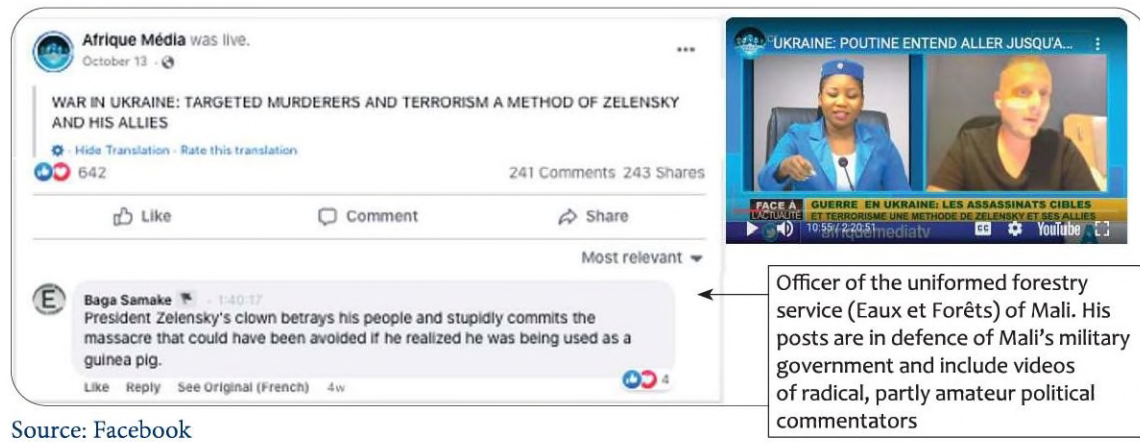 Afrique Média was live.
October 13
WAR IN UKRAINE: TARGETED MURDERERS AND TERRORISM A METHOD OF ZELENSKY
AND HIS ALLIES
Hide Translation · Rate this translation
642
241 Comments 243 Shares
Like Comment Share
Most relevant
E
Baga Samake · 1:40:17
President Zelensky's clown betrays his people and stupidly commits the
massacre that could have been avoided if he realized he was being used as a
guinea pig.
Like Reply See Original (French) 4w
4
UKRAINE: POUTINE ENTEND ALLER JUSQU'A...
FACE À
L'ACTUALITÉ
GUERRE EN UKRAINE: LES ASSASSINATS CIBLES
ET TERRORISME UNE METHODE DE ZELENSKY ET SES ALLIES
10:55 / 2:20:51
afriquemediatv
CC
YouTube
Officer of the uniformed forestry
service (Eaux et Forêts) of Mali. His
posts are in defence of Mali's military
government and include videos
of radical, partly amateur political
commentators
Source: Facebook